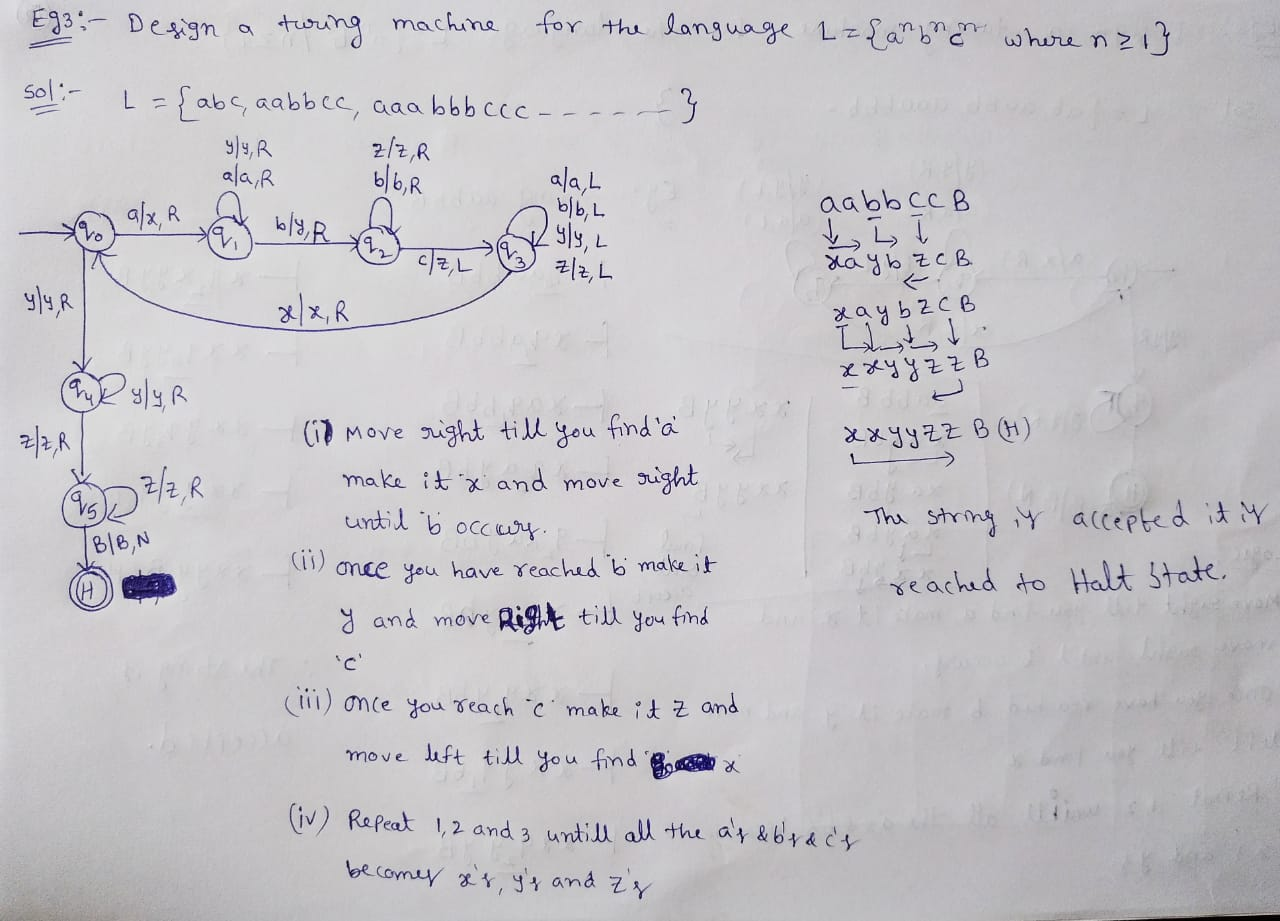 Eg3:- Design a turing machine for the language L={aⁿbⁿcⁿ where n≥1}
Sol:- L = {abc, aabbcc, aaabbbccc - - - - - - }
y/y,R
a/a,R
z/z,R
b/b,R
a/a,L
b/b,L
y/y,L
z/z,L
q0
a/x,R
q1
b/y,R
q2
c/z,L
q3
x/x,R
y/y,R
q4
y/y,R
z/z,R
q5
z/z,R
B/B,N
H
aabbccB
xaybzcB
xaybzcB
xxyyzzB
xxyyzzB(H)
The string is accepted it is
reached to Halt State.
(i) Move right till you find 'a'
make it 'x' and move right
until 'b' occurs.
(ii) once you have reached 'b' make it
y and move Right till you find
'c'
(iii) once you reach 'c' make it z and
move left till you find x
(iv) Repeat 1,2 and 3 untill all the a's & b's & c's
becomes x's, y's and z's